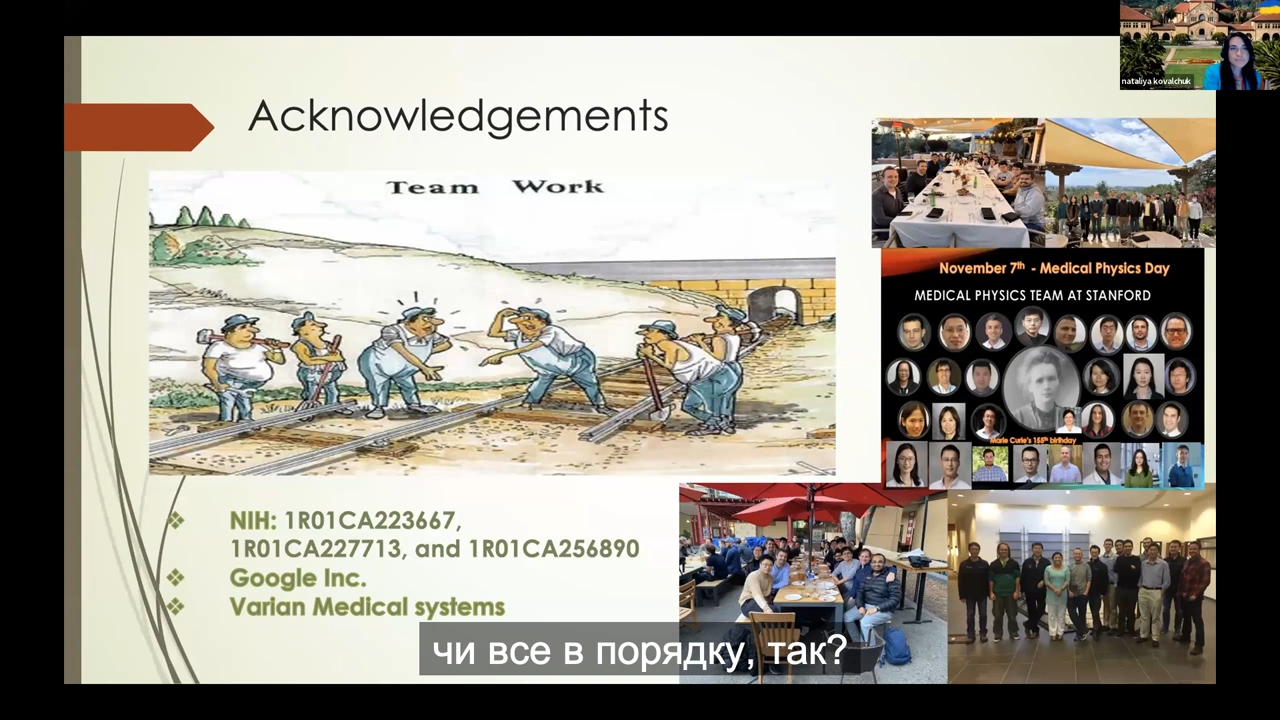 nataliya kovalchuk
Acknowledgements
Team Work
November 7th - Medical Physics Day
MEDICAL PHYSICS TEAM AT STANFORD
Marie Curie's 155th birthday
❖ NIH: 1R01CA223667,
1R01CA227713, and 1R01CA256890
❖ Google Inc.
❖ Varian Medical systems
чи все в порядку, так?